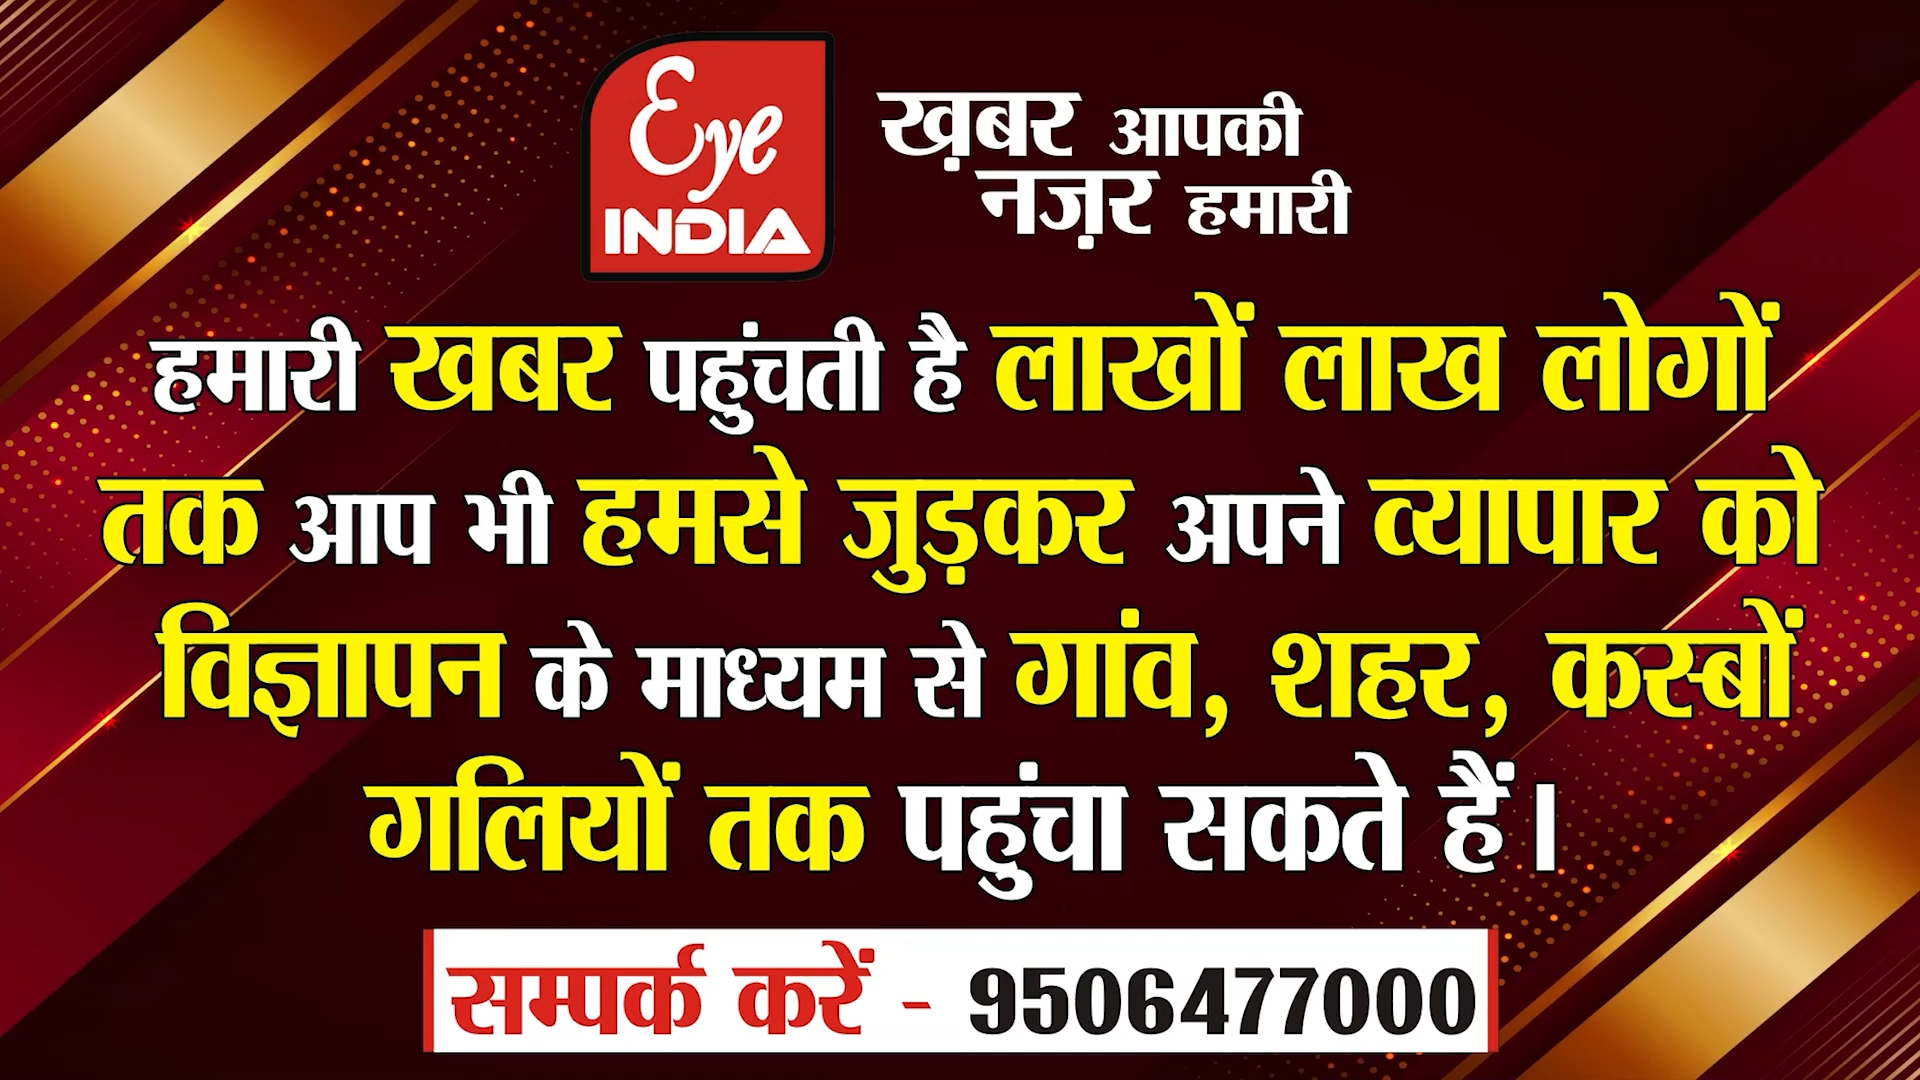 Eye
INDIA
ख़बर आपकी
नज़र हमारी
हमारी खबर पहुंचती है लाखों लाख लोगों
तक आप भी हमसे जुड़कर अपने व्यापार को
विज्ञापन के माध्यम से गांव, शहर, कस्बों
गलियों तक पहुंचा सकते हैं।
सम्पर्क करें - 9506477000